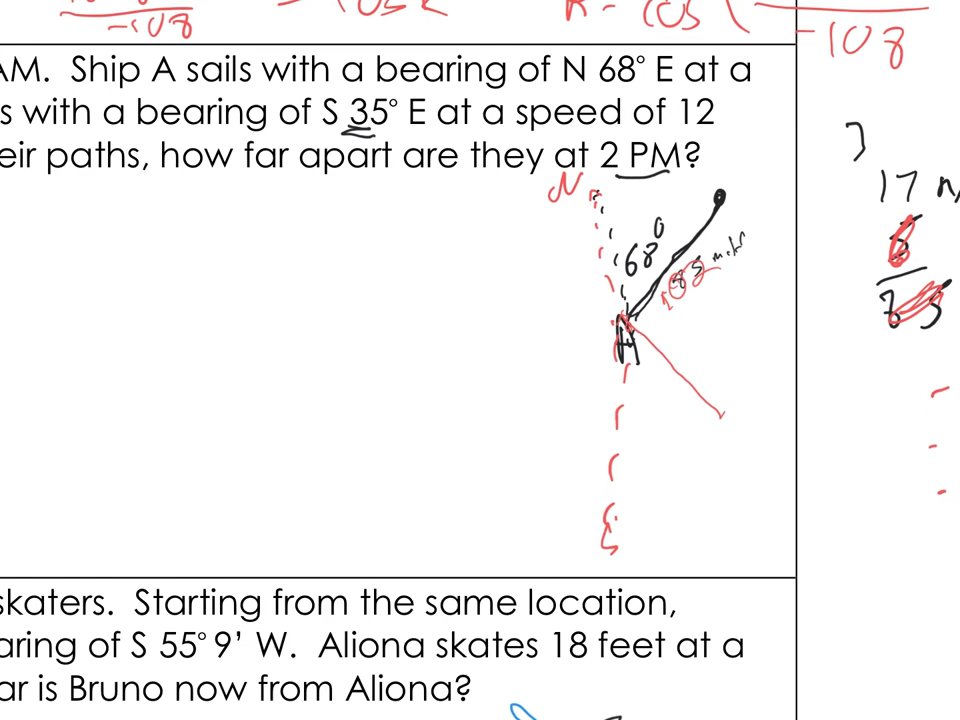 -108
-108
AM. Ship A sails with a bearing of N 68° E at a
s with a bearing of S 35° E at a speed of 12
eir paths, how far apart are they at 2 PM?
N
17
68°
102
skaters. Starting from the same location,
aring of S 55° 9’ W. Aliona skates 18 feet at a
ar is Bruno now from Aliona?